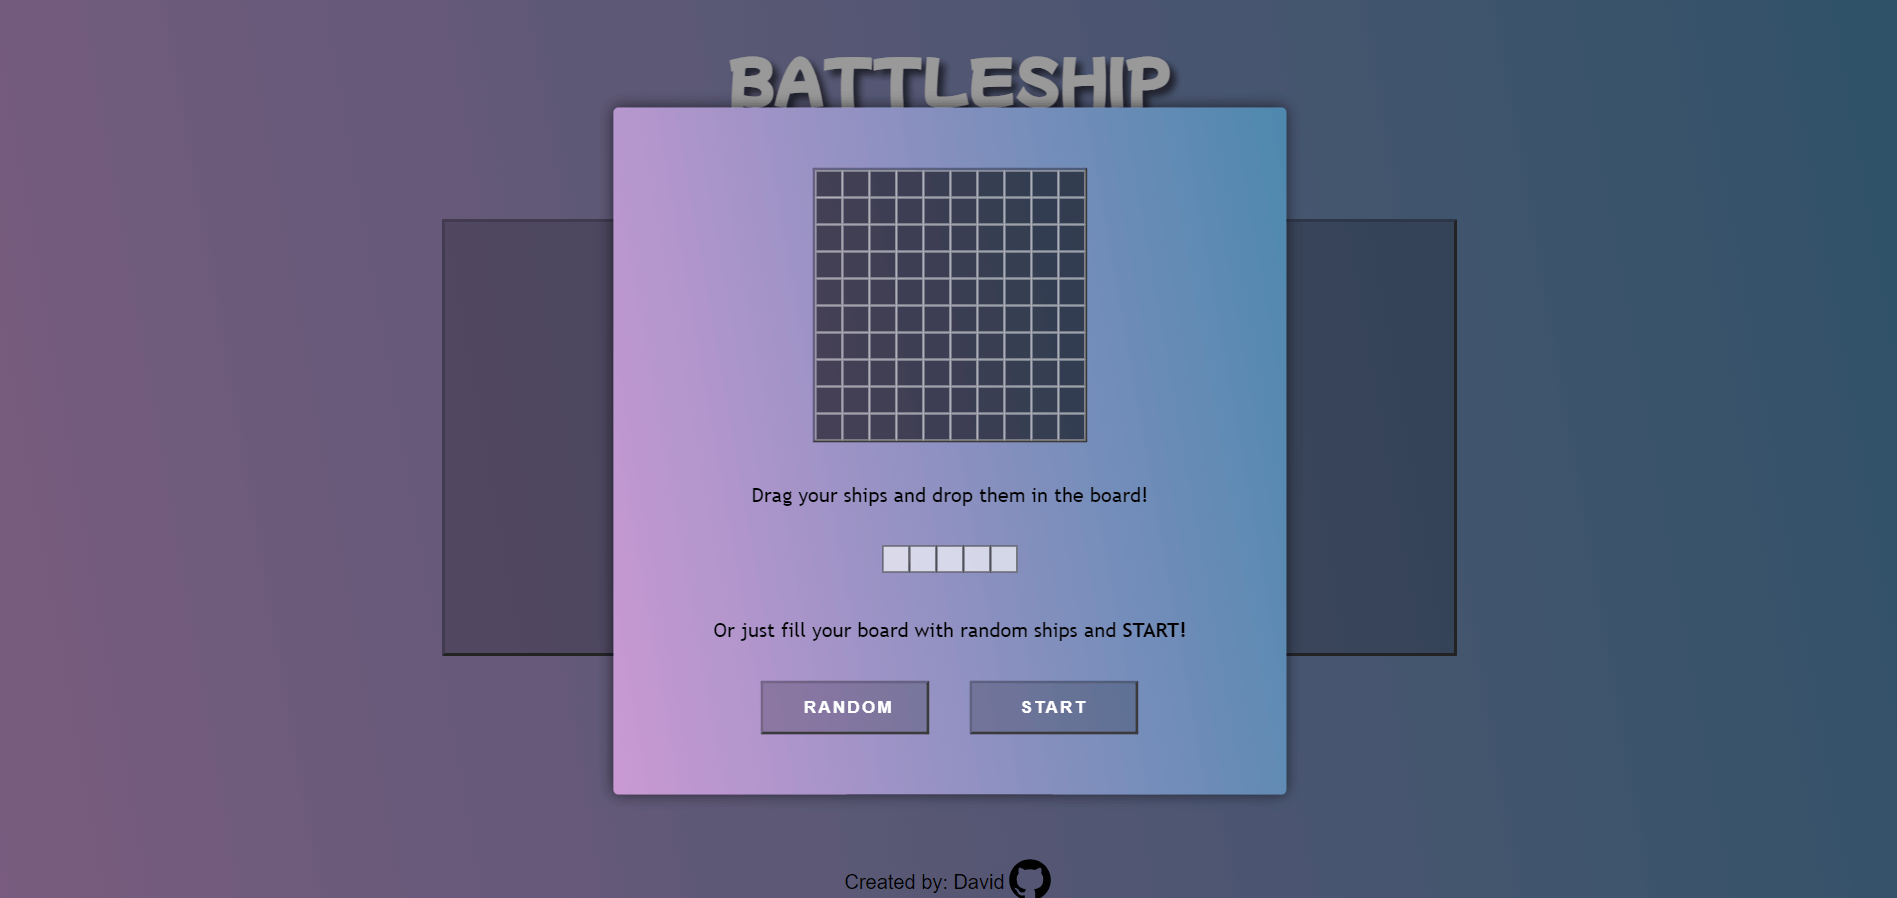 BATTLESHIP
Drag your ships and drop them in the board!
Or just fill your board with random ships and START!
RANDOM
START
Created by: David